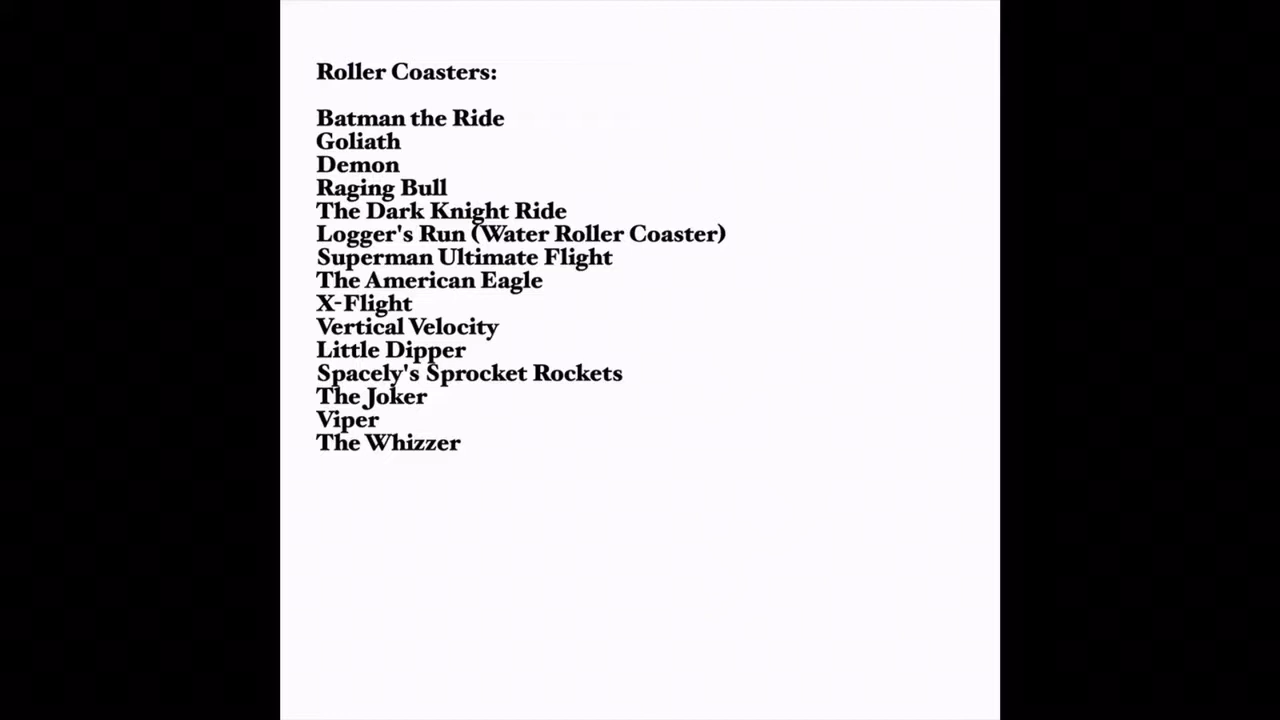 Roller Coasters:
Batman the Ride
Goliath
Demon
Raging Bull
The Dark Knight Ride
Logger's Run (Water Roller Coaster)
Superman Ultimate Flight
The American Eagle
X-Flight
Vertical Velocity
Little Dipper
Spacely's Sprocket Rockets
The Joker
Viper
The Whizzer